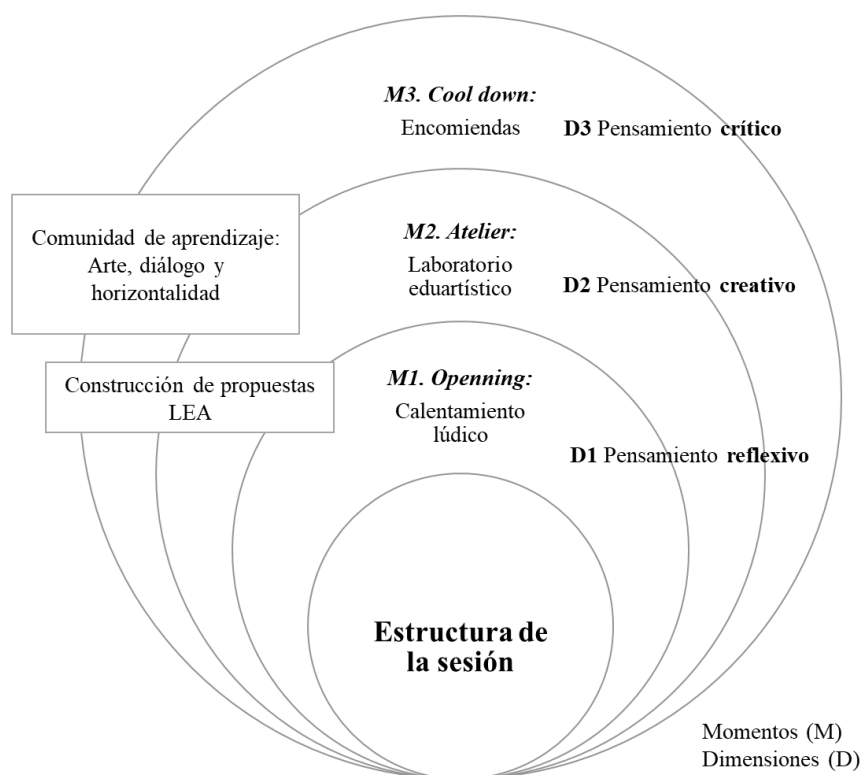 M3. Cool down:
Encomiendas
D3 Pensamiento crítico
Comunidad de aprendizaje:
Arte, diálogo y
horizontalidad
M2. Atelier:
Laboratorio
eduartístico
D2 Pensamiento creativo
Construcción de propuestas
LEA
M1. Openning:
Calentamiento
lúdico
D1 Pensamiento reflexivo
Estructura de
la sesión
Momentos (M)
Dimensiones (D)